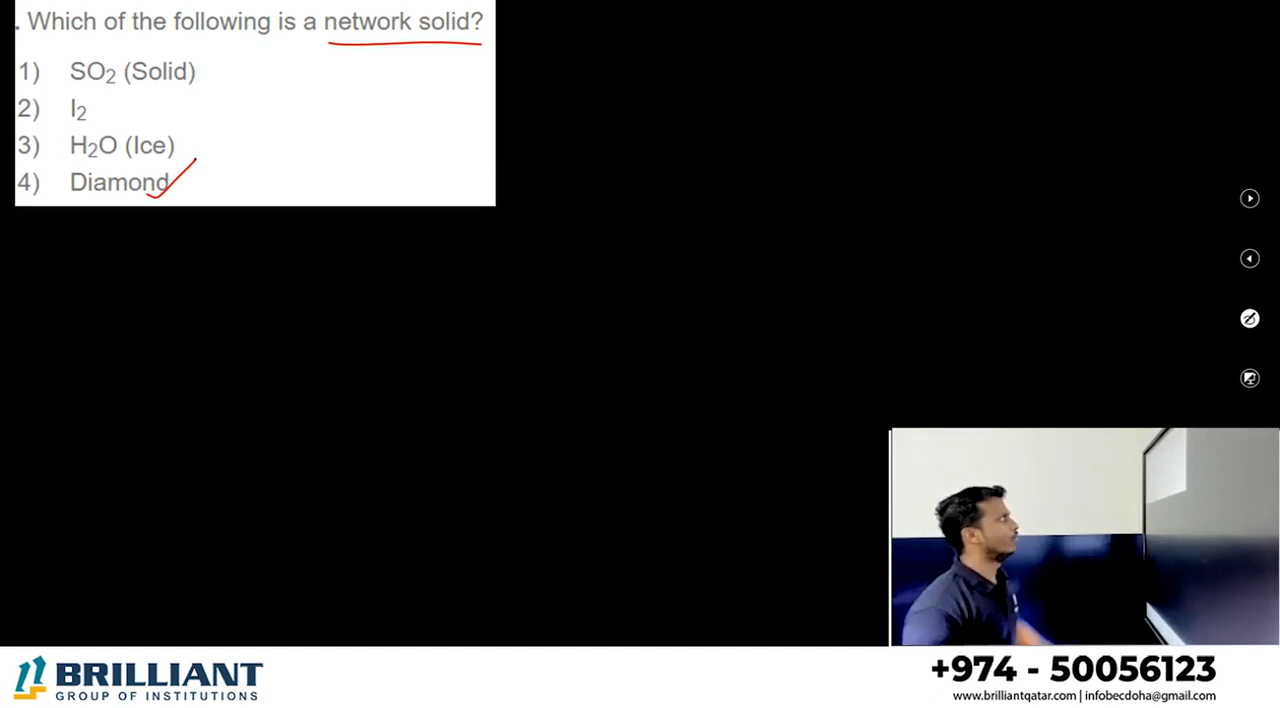 . Which of the following is a network solid?
1) SO₂ (Solid)
2) I₂
3) H₂O (Ice)
4) Diamond
BRILLIANT
GROUP OF INSTITUTIONS
+974 - 50056123
www.brilliantqatar.com | infobecdoha@gmail.com